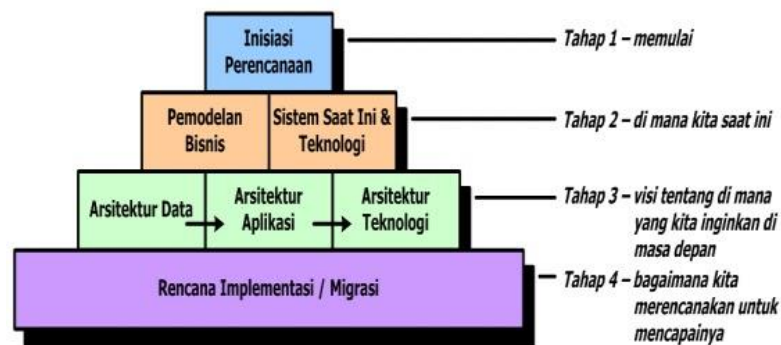 Inisiasi
Perencanaan
Tahap 1 – memulai
Pemodelan
Bisnis
Sistem Saat Ini &
Teknologi
Tahap 2 – di mana kita saat ini
Arsitektur Data
Arsitektur
Aplikasi
Arsitektur
Teknologi
Tahap 3 – visi tentang di mana
yang kita inginkan di
masa depan
Rencana Implementasi / Migrasi
Tahap 4 – bagaimana kita
merencanakan untuk
mencapainya